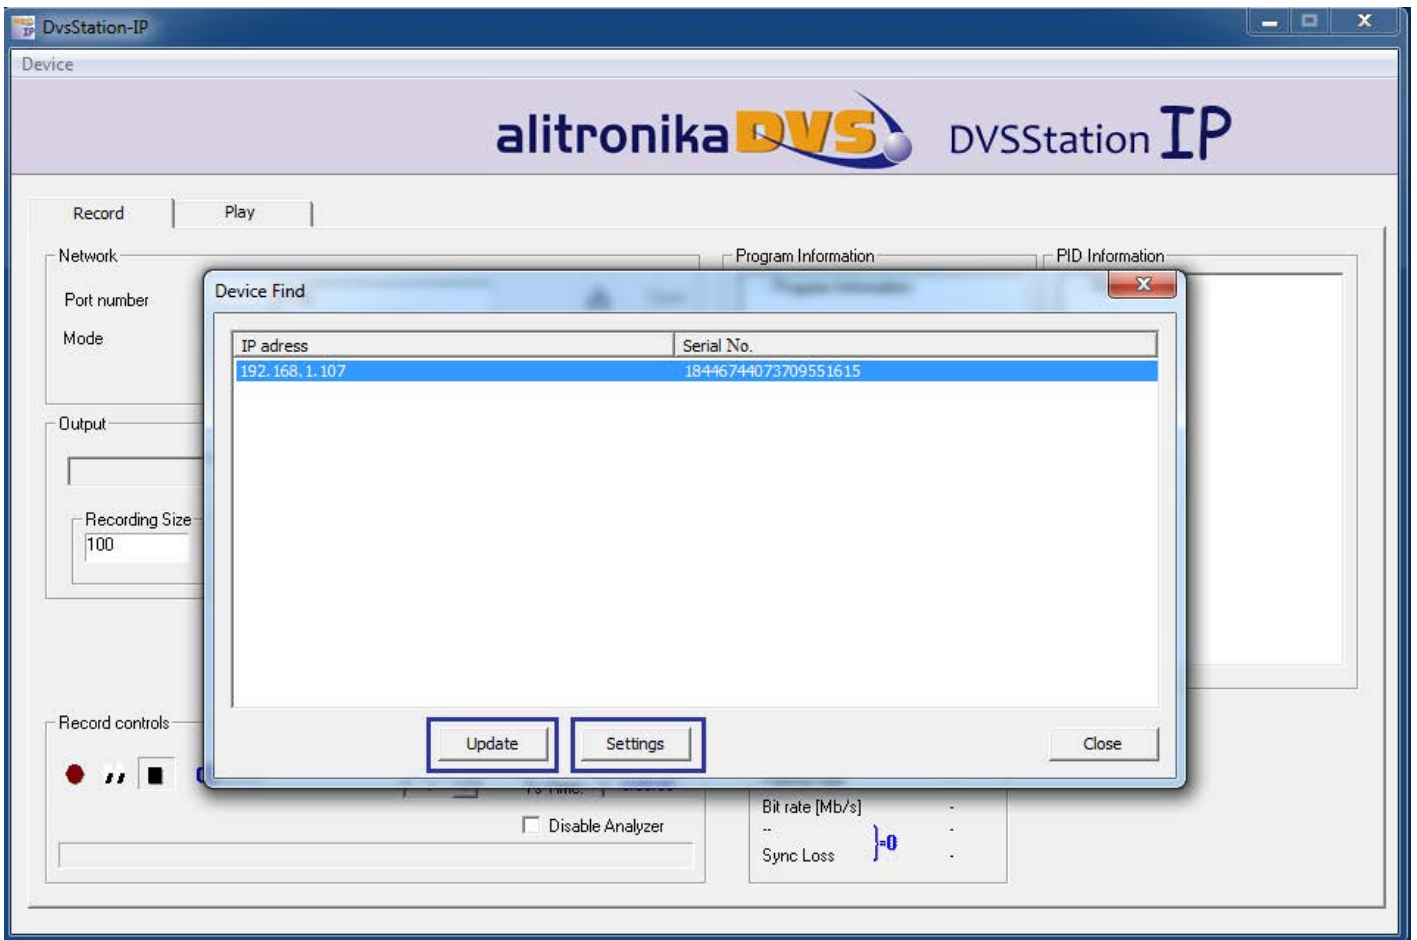 DvsStation-IP
Device
alitronika DVS DVSStation IP
Record Play
Network Program Information PID Information
Device Find
Port number
Mode
IP adress Serial No.
192.168.1.107 18446744073709551615
Output
Recording Size
100
Record controls
Update Settings Close
Bit rate [Mb/s] -
Disable Analyzer
-- } =0 -
Sync Loss -